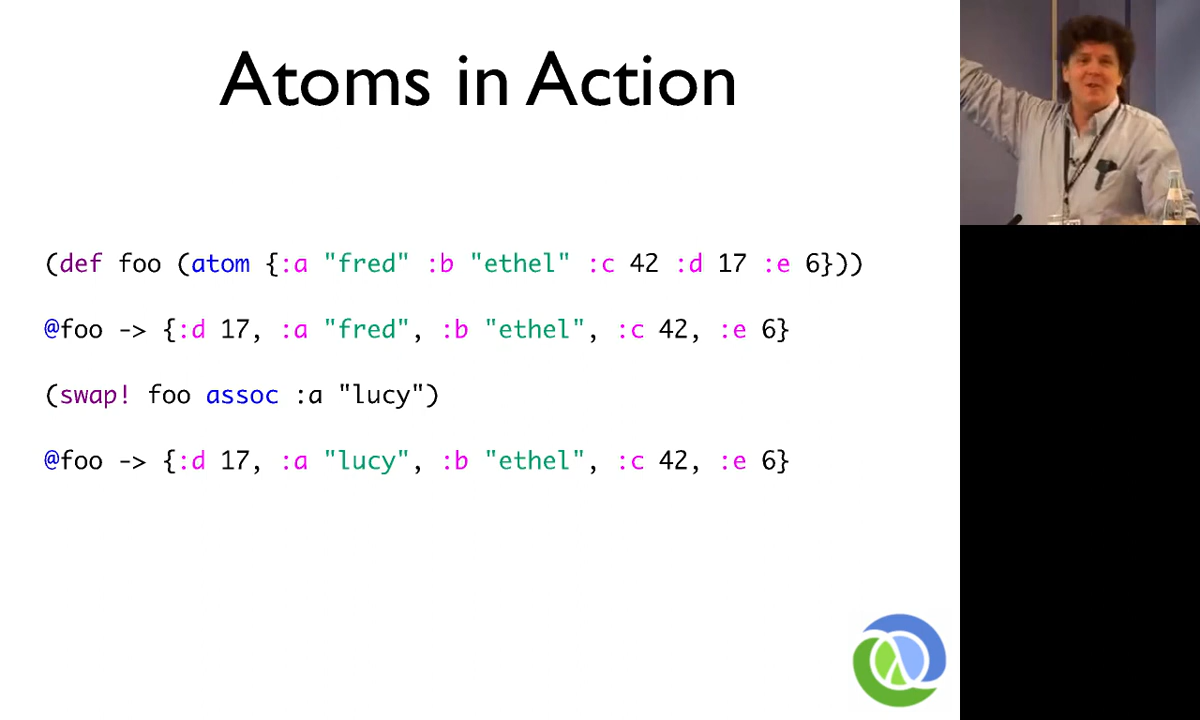 Atoms in Action
(def foo (atom {:a "fred" :b "ethel" :c 42 :d 17 :e 6}))
@foo -> {:d 17, :a "fred", :b "ethel", :c 42, :e 6}
(swap! foo assoc :a "lucy")
@foo -> {:d 17, :a "lucy", :b "ethel", :c 42, :e 6}